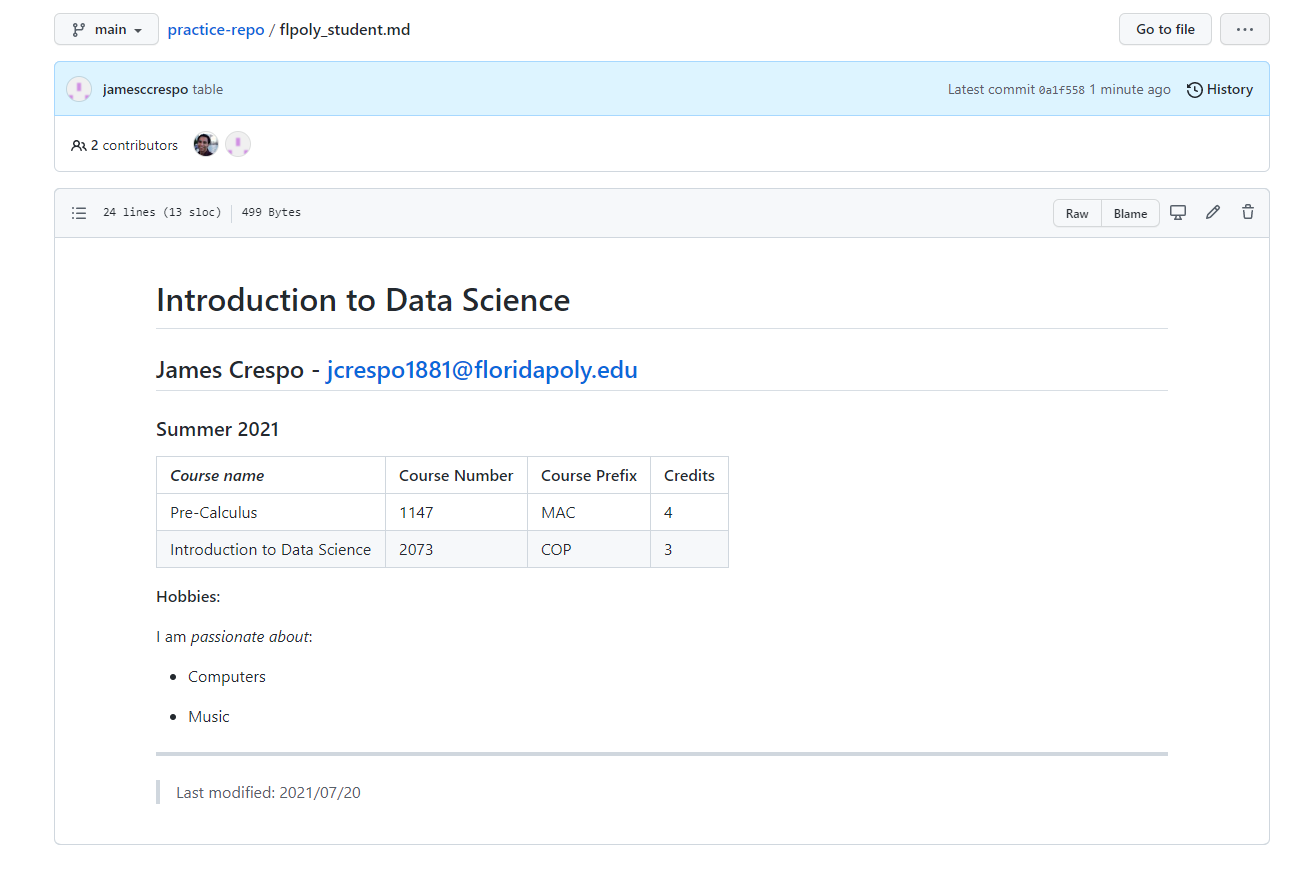 main practice-repo / flpoly_student.md Go to file ...
jamesccrespo table Latest commit 0a1f558 1 minute ago History
2 contributors
24 lines (13 sloc) 499 Bytes Raw Blame
Introduction to Data Science
James Crespo - jcrespo1881@floridapoly.edu
Summer 2021
Course name Course Number Course Prefix Credits
Pre-Calculus 1147 MAC 4
Introduction to Data Science 2073 COP 3
Hobbies:
I am passionate about:
• Computers
• Music
Last modified: 2021/07/20